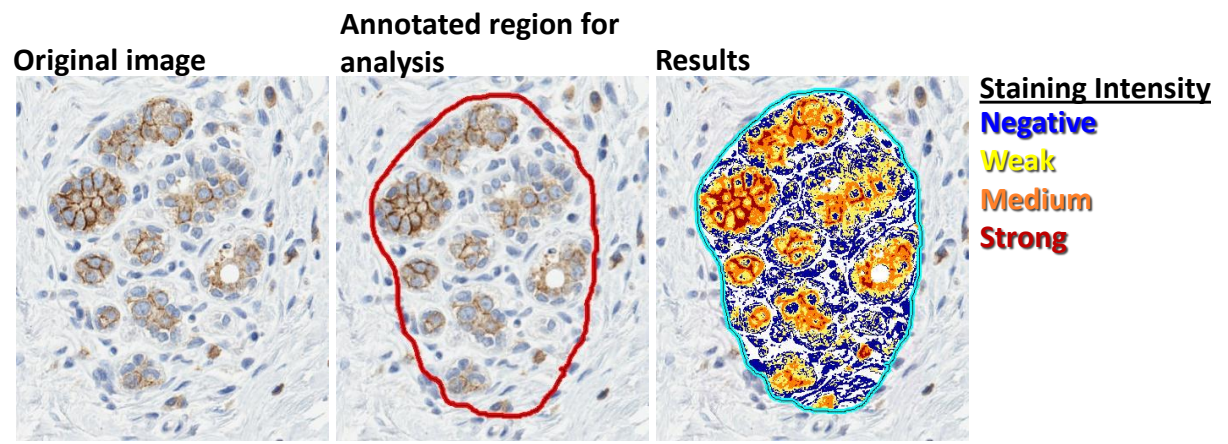 Original image
Annotated region for
analysis
Results
Staining Intensity
Negative
Weak
Medium
Strong